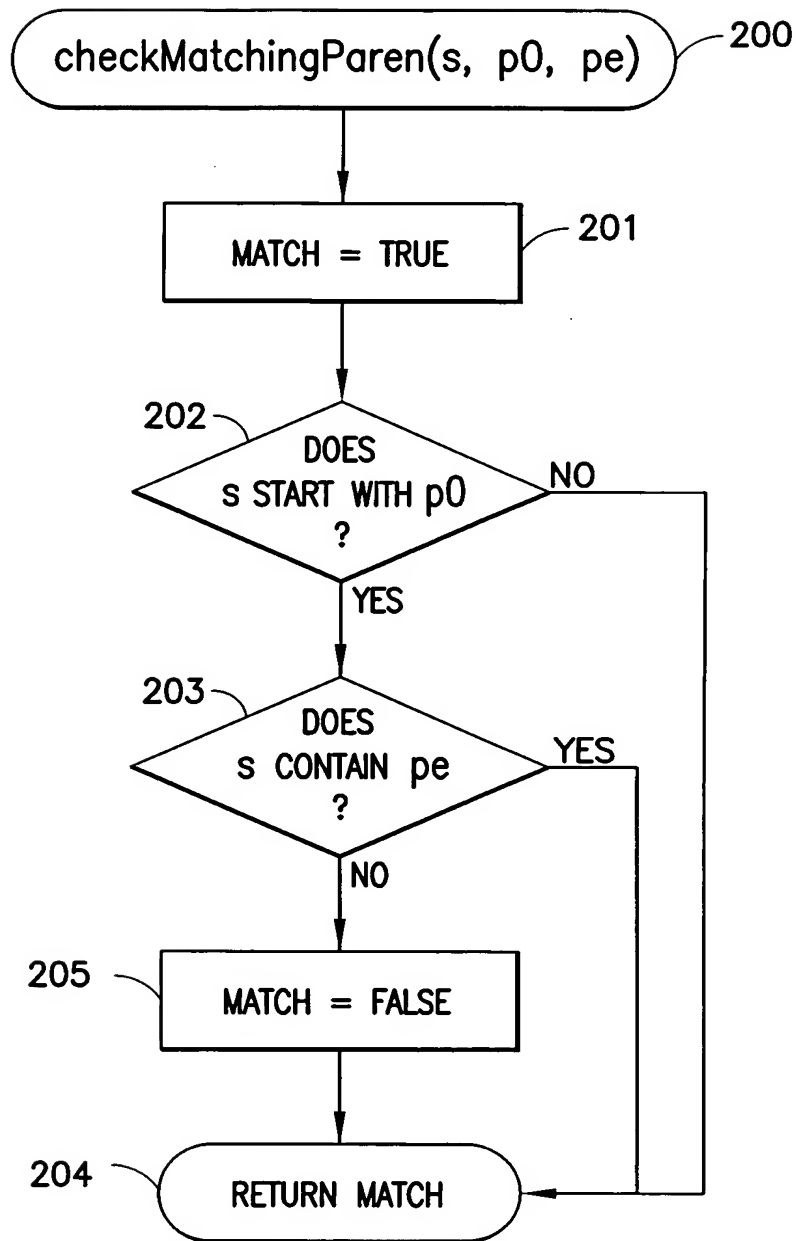 checkMatchingParen(s, p0, pe)
200
MATCH = TRUE
201
202
DOES
s START WITH p0
?
NO
YES
203
DOES
s CONTAIN pe
?
YES
NO
205
MATCH = FALSE
204
RETURN MATCH